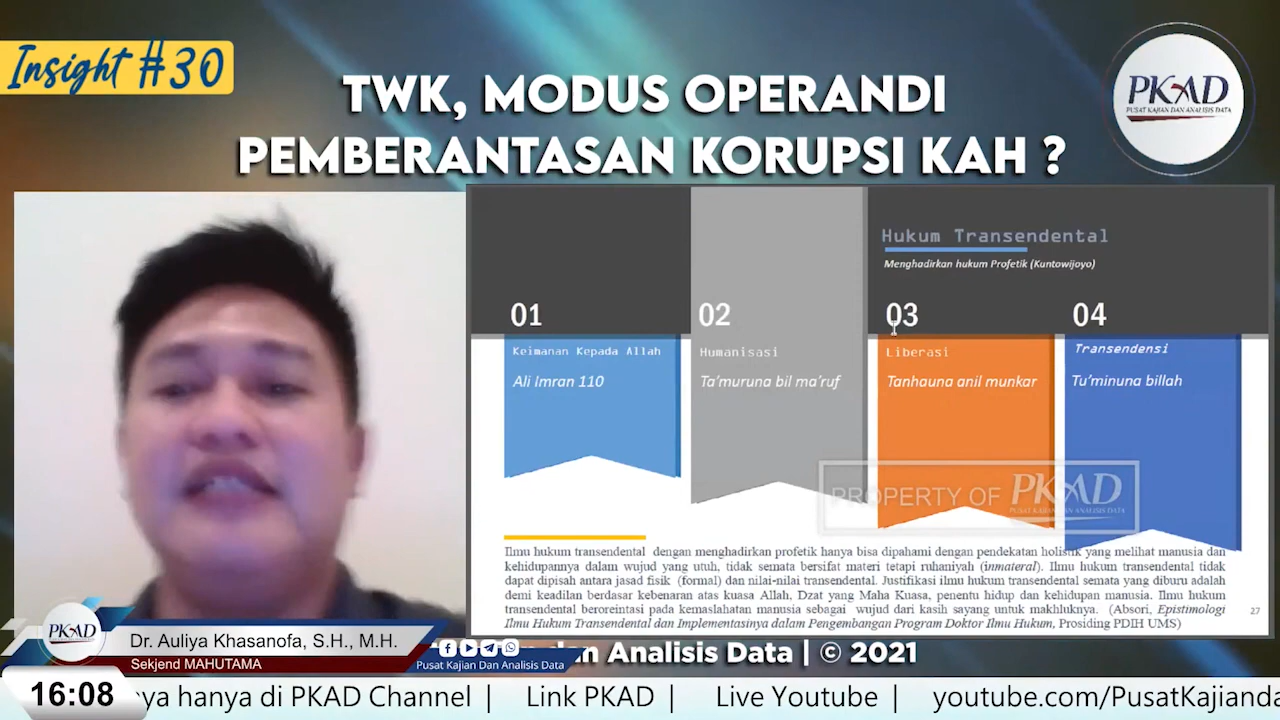 Insight #30
TWK, MODUS OPERANDI
PEMBERANTASAN KORUPSI KAH ?
PKAD
PUSAT KAJIAN DAN ANALISIS DATA
Hukum Transendental
Menghadirkan hukum Profetik (Kuntowijoyo)
01
02
03
04
Keimanan Kepada Allah
Humanisasi
Liberasi
Transendensi
Ali Imran 110
Ta'muruna bil ma'ruf
Tanhauna anil munkar
Tu'minuna billah
PROPERTY OF PKAD
PUSAT KAJIAN DAN ANALISIS DATA
Ilmu hukum transendental dengan menghadirkan profetik hanya bisa dipahami dengan pendekatan holistik yang melihat manusia dan
kehidupannya dalam wujud yang utuh, tidak semata bersifat materi tetapi ruhaniyah (inmateral). Ilmu hukum transendental tidak
dapat dipisah antara jasad fisik (formal) dan nilai-nilai transendental. Justifikasi ilmu hukum transendental semata yang diburu adalah
demi keadilan berdasar kebenaran atas kuasa Allah, Dzat yang Maha Kuasa, penentu hidup dan kehidupan manusia. Ilmu hukum
transendental beroreintasi pada kemaslahatan manusia sebagai wujud dari kasih sayang untuk makhluknya. (Absori, Epistimologi
Ilmu Hukum Transendental dan Implementasinya dalam Pengembangan Program Doktor Ilmu Hukum, Prosiding PDIH UMS)
27
PKAD
Dr. Auliya Khasanofa, S.H., M.H.
Sekjend MAHUTAMA
Pusat Kajian Dan Analisis Data
dan Analisis Data | © 2021
16:08
ya hanya di PKAD Channel | Link PKAD | Live Youtube | youtube.com/PusatKajianda